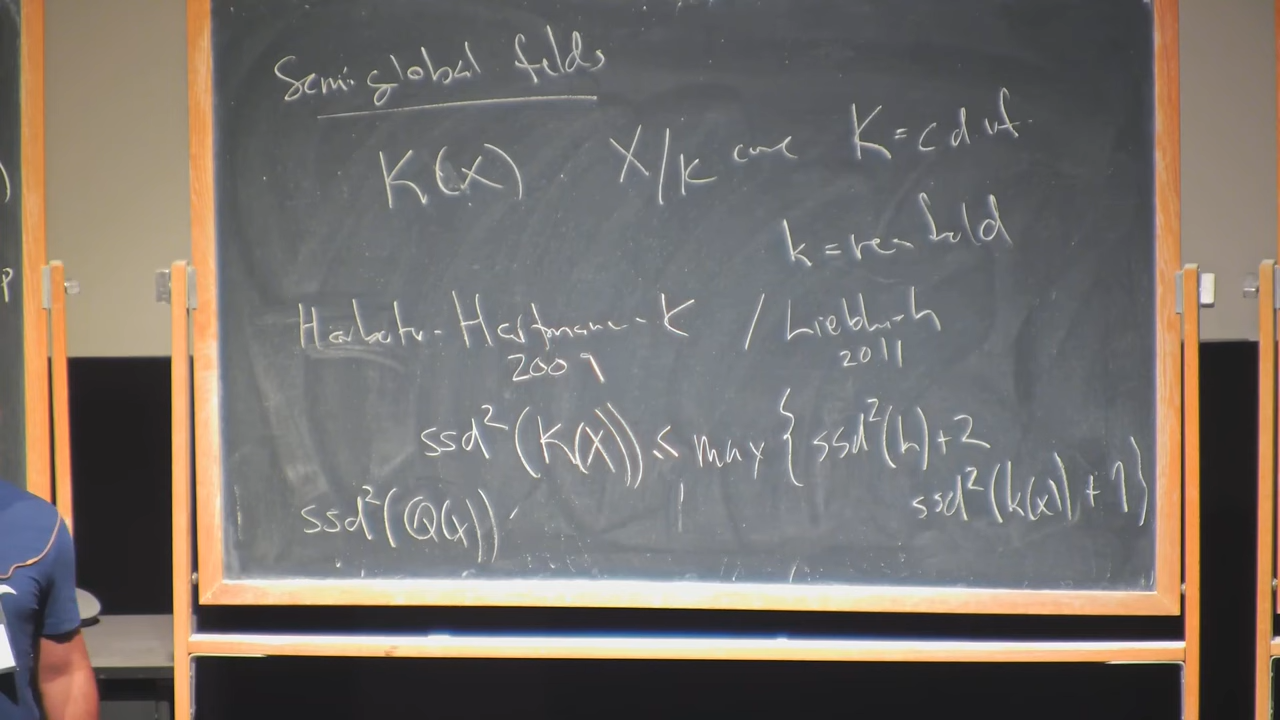 Semi-global fields
K(X) X/K curve K=cdvf.
k=res field
Harbater-Hartmann-K / Lieblich
2009 2011
ssd²(K(X)) ≤ max { ssd²(k)+2
ssd²(k(x))+1 }
ssd²(Q(x))